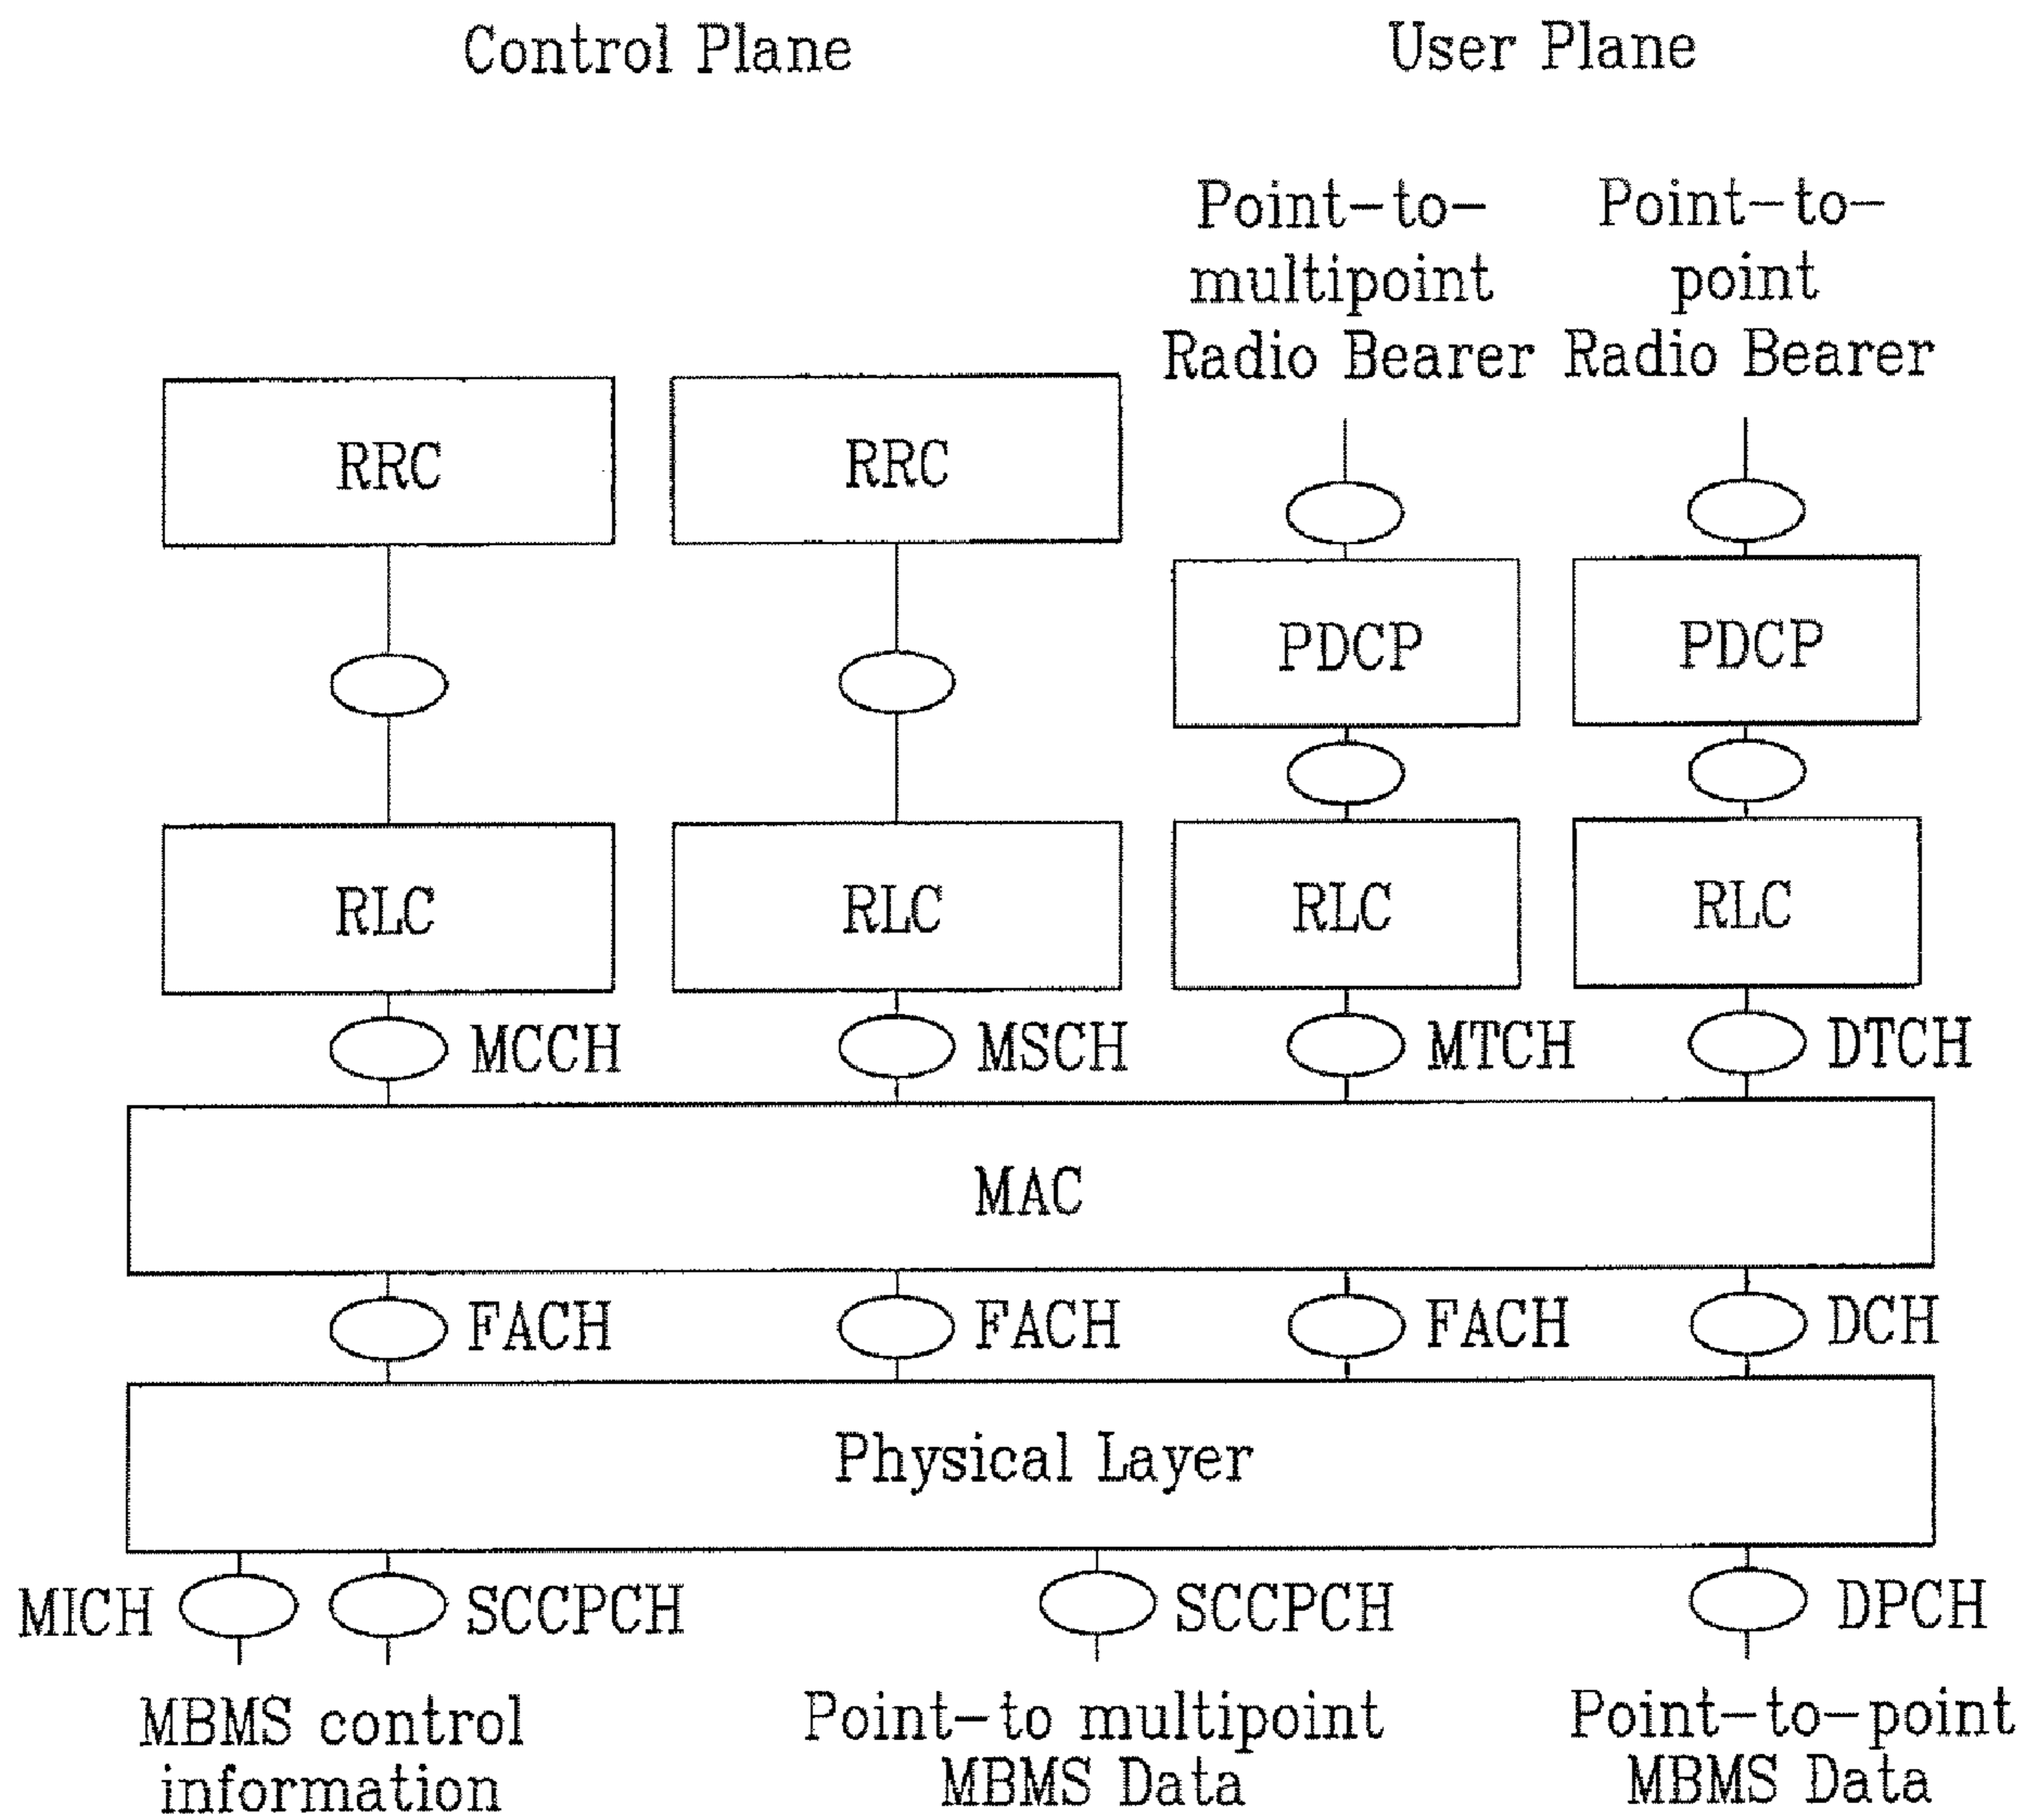 Control Plane
User Plane
Point-to-
multipoint
Radio Bearer
Point-to-
point
Radio Bearer
RRC
RRC
PDCP
PDCP
RLC
RLC
RLC
RLC
MCCH
MSCH
MTCH
DTCH
MAC
FACH
FACH
FACH
DCH
Physical Layer
MICH
SCCPCH
SCCPCH
DPCH
MBMS control
information
Point-to multipoint
MBMS Data
Point-to-point
MBMS Data